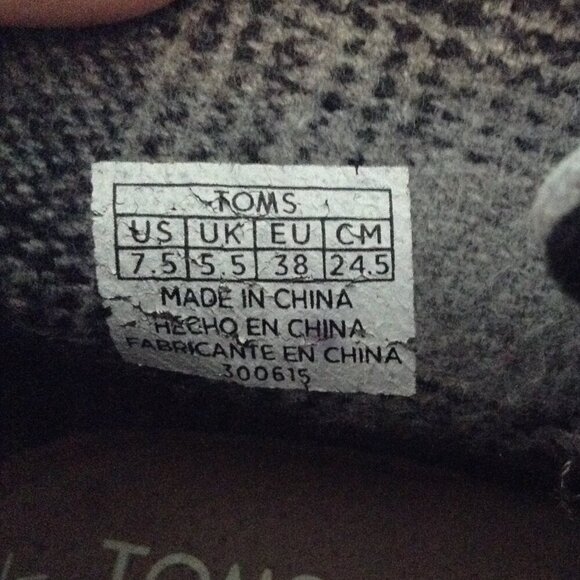 TOMS
US UK EU CM
7.5 5.5 38 24.5
MADE IN CHINA
HECHO EN CHINA
FABRICANTE EN CHINA
300615
TOMS